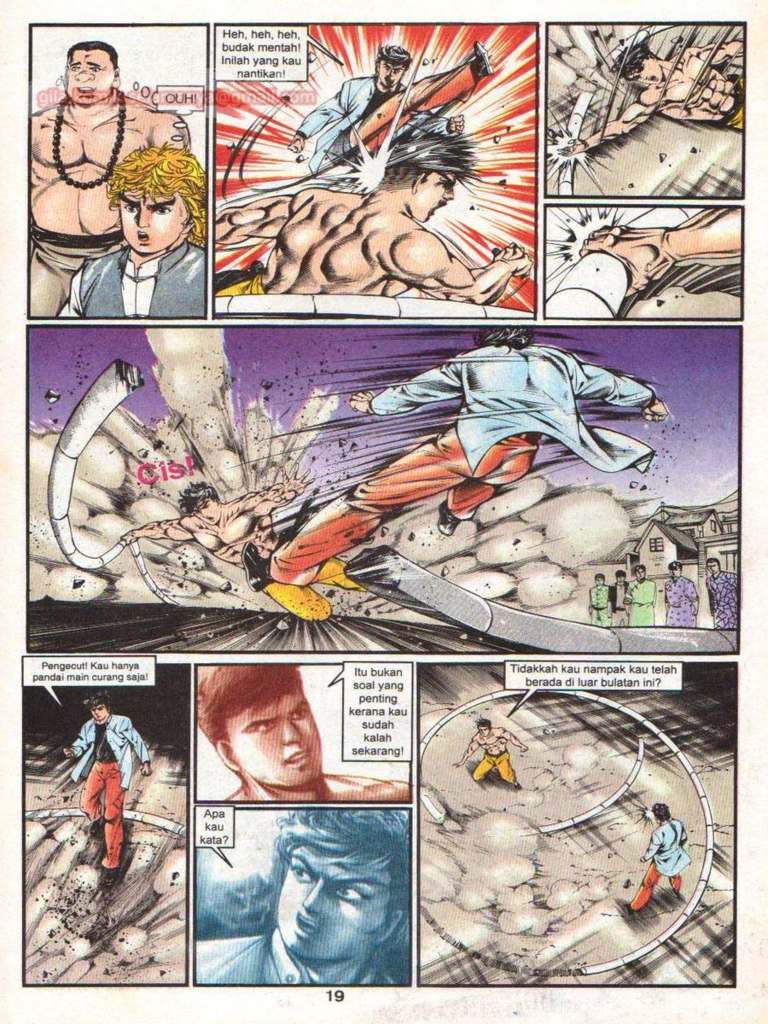 OUH!
Heh, heh, heh,
budak mentah!
Inilah yang kau
nantikan!
Cis!
Pengecut! Kau hanya
pandai main curang saja!
Itu bukan
soal yang
penting
kerana kau
sudah
kalah
sekarang!
Apa
kau
kata?
Tidakkah kau nampak kau telah
berada di luar bulatan ini?
19